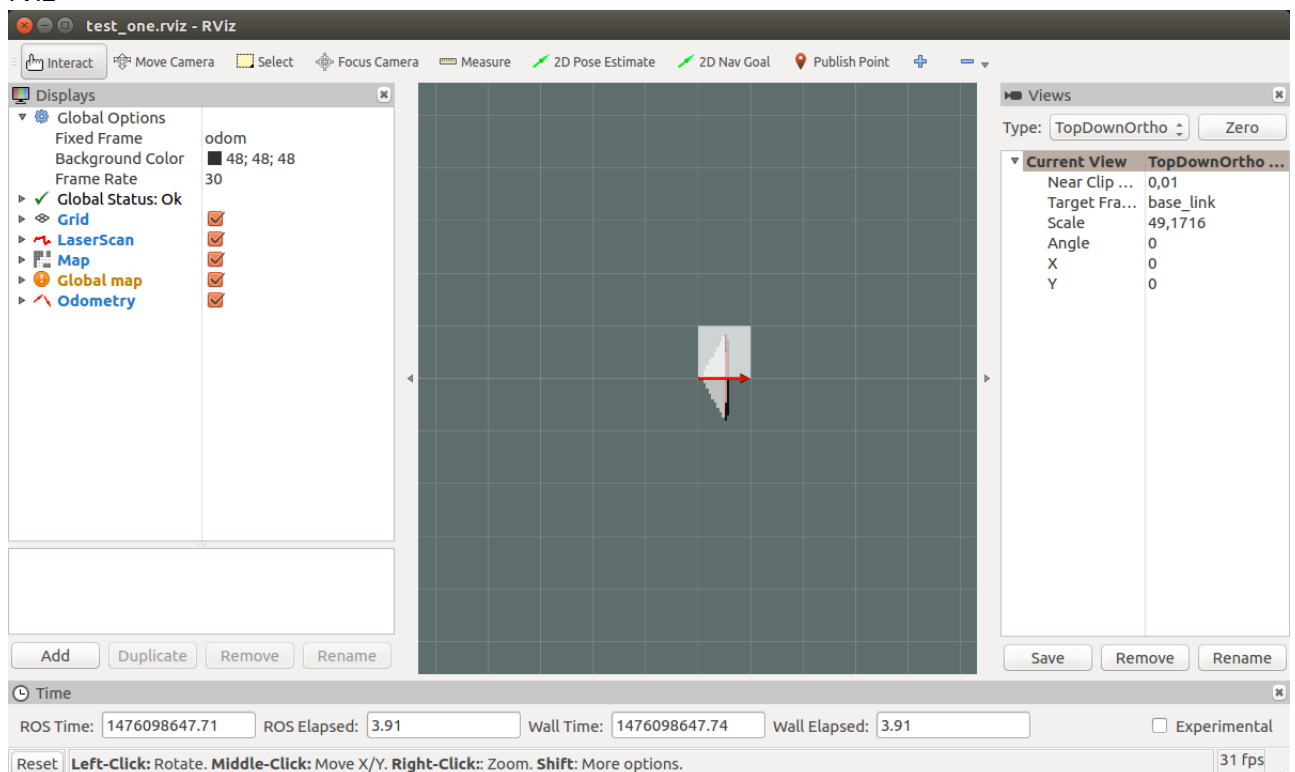 test_one.rviz - RViz
Interact Move Camera Select Focus Camera Measure 2D Pose Estimate 2D Nav Goal Publish Point
Displays
Global Options
Fixed Frame odom
Background Color 48; 48; 48
Frame Rate 30
Global Status: Ok
Grid
LaserScan
Map
Global map
Odometry
Add Duplicate Remove Rename
Views
Type: TopDownOrtho Zero
Current View TopDownOrtho ...
Near Clip ... 0,01
Target Fra... base_link
Scale 49,1716
Angle 0
X 0
Y 0
Save Remove Rename
Time
ROS Time: 1476098647.71 ROS Elapsed: 3.91 Wall Time: 1476098647.74 Wall Elapsed: 3.91 Experimental
Reset Left-Click: Rotate. Middle-Click: Move X/Y. Right-Click:: Zoom. Shift: More options. 31 fps